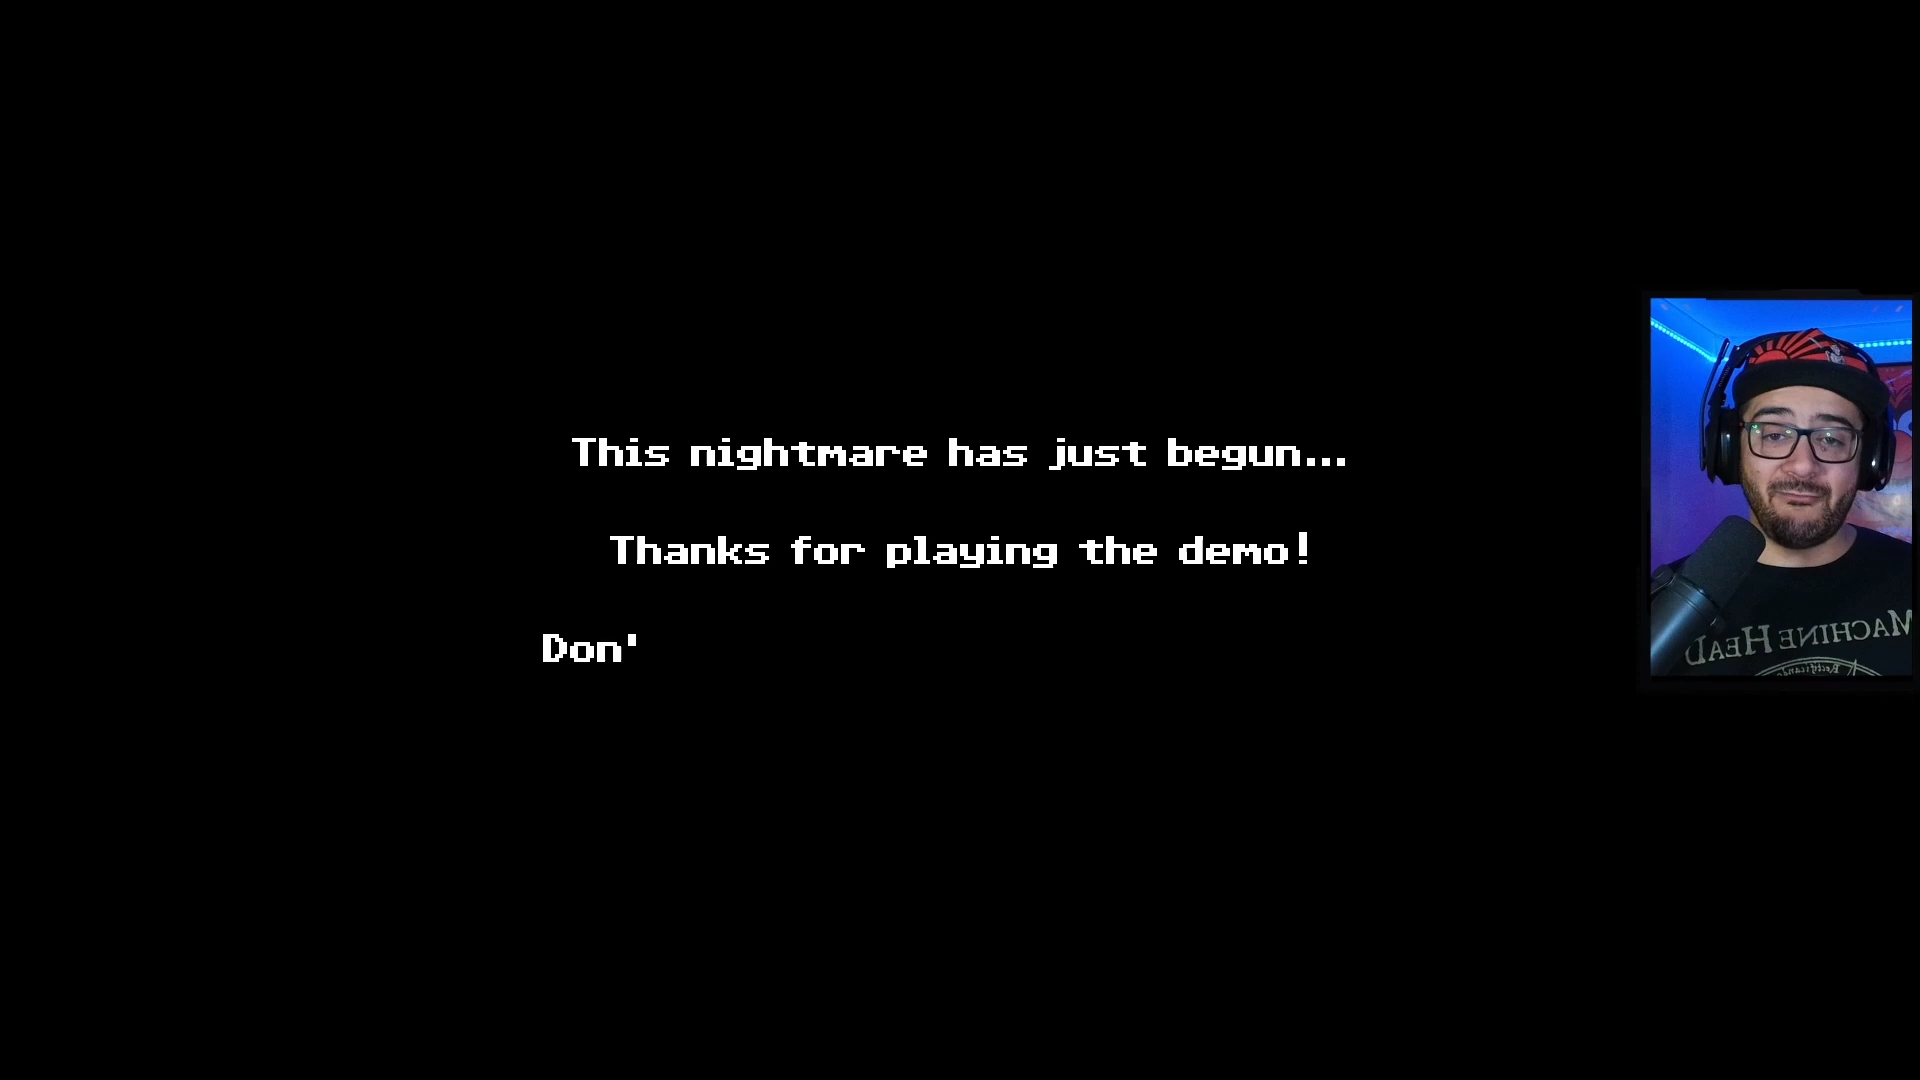 This nightmare has just begun...
Thanks for playing the demo!
Don'
MACHINE HEAD